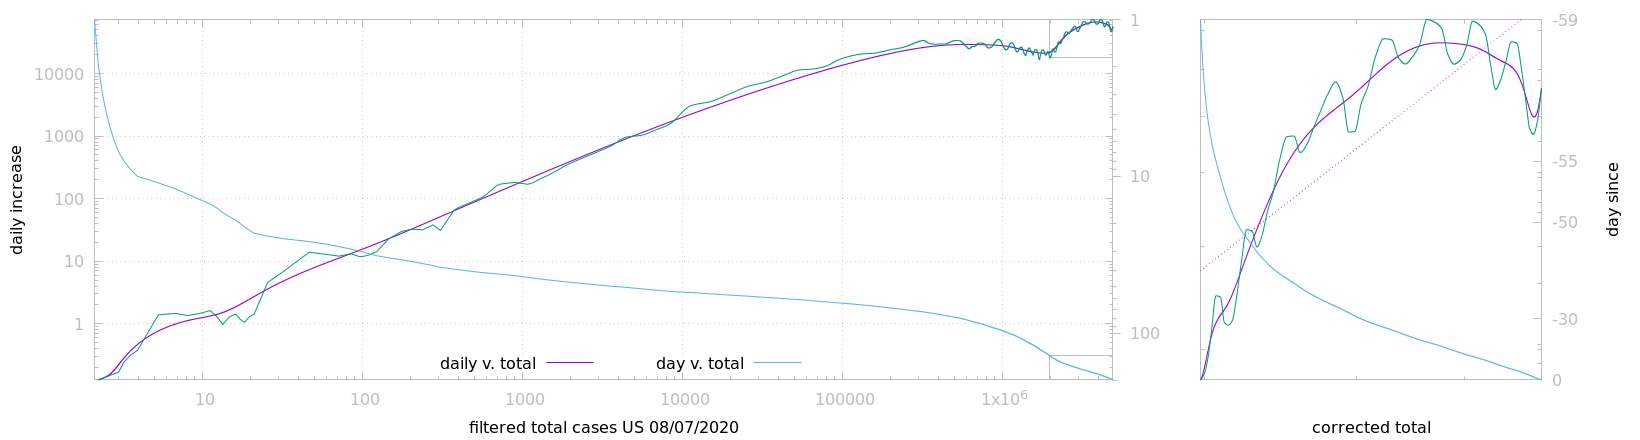 daily increase
10000
1000
100
10
1
1
10
100
daily v. total
day v. total
10
100
1000
10000
100000
1x10⁶
filtered total cases US 08/07/2020
-59
-55
-50
-30
0
day since
corrected total